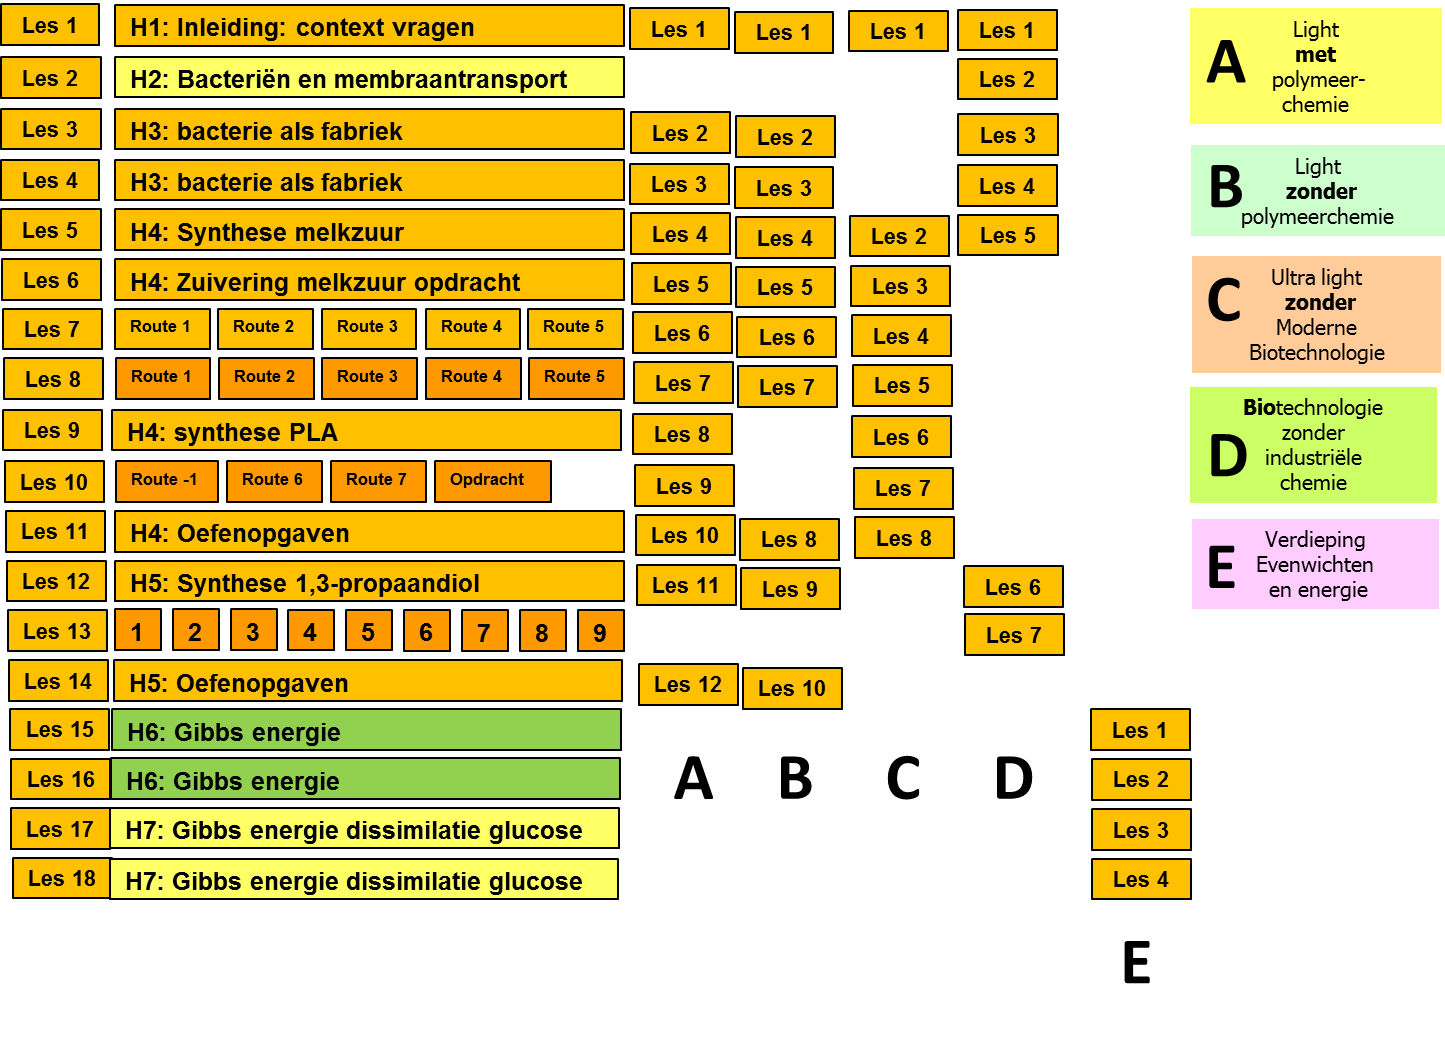 Les 1 H1: Inleiding: context vragen Les 1 Les 1 Les 1 Les 1
Les 2 H2: Bacteriën en membraantransport Les 2
Les 3 H3: bacterie als fabriek Les 2 Les 2 Les 3
Les 4 H3: bacterie als fabriek Les 3 Les 3 Les 4
Les 5 H4: Synthese melkzuur Les 4 Les 4 Les 2 Les 5
Les 6 H4: Zuivering melkzuur opdracht Les 5 Les 5 Les 3
Les 7 Route 1 Route 2 Route 3 Route 4 Route 5 Les 6 Les 6 Les 4
Les 8 Route 1 Route 2 Route 3 Route 4 Route 5 Les 7 Les 7 Les 5
Les 9 H4: synthese PLA Les 8 Les 6
Les 10 Route -1 Route 6 Route 7 Opdracht Les 9 Les 7
Les 11 H4: Oefenopgaven Les 10 Les 8 Les 8
Les 12 H5: Synthese 1,3-propaandiol Les 11 Les 9 Les 6
Les 13 1 2 3 4 5 6 7 8 9 Les 7
Les 14 H5: Oefenopgaven Les 12 Les 10
Les 15 H6: Gibbs energie Les 1
Les 16 H6: Gibbs energie A B C D Les 2
Les 17 H7: Gibbs energie dissimilatie glucose Les 3
Les 18 H7: Gibbs energie dissimilatie glucose Les 4
E
A
Light
met
polymeer-
chemie
B
Light
zonder
polymeerchemie
C
Ultra light
zonder
Moderne
Biotechnologie
D
Biotechnologie
zonder
industriële
chemie
E
Verdieping
Evenwichten
en energie